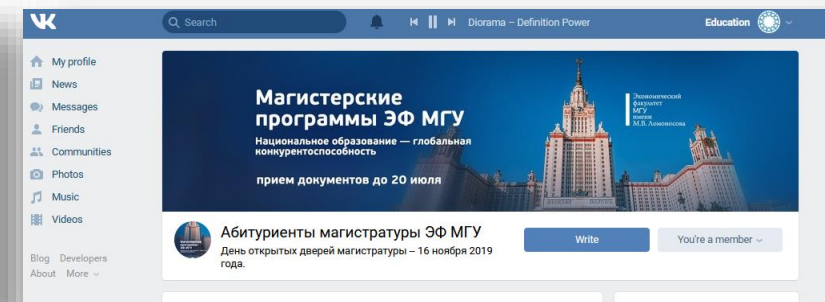 Search
Diorama – Definition Power
Education
My profile
News
Messages
Friends
Communities
Photos
Music
Videos
Blog Developers
About More
Магистерские
программы ЭФ МГУ
Национальное образование — глобальная
конкурентоспособность
прием документов до 20 июля
Экономический
факультет
МГУ
имени
М.В. Ломоносова
Абитуриенты магистратуры ЭФ МГУ
День открытых дверей магистратуры – 16 ноября 2019
года.
Write
You're a member